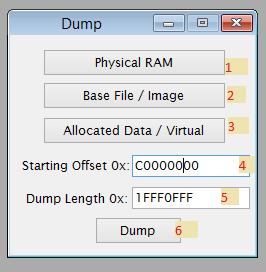 Dump
Physical RAM 1
Base File / Image 2
Allocated Data / Virtual 3
Starting Offset 0x: C0000000 4
Dump Length 0x: 1FFF0FFF 5
Dump 6